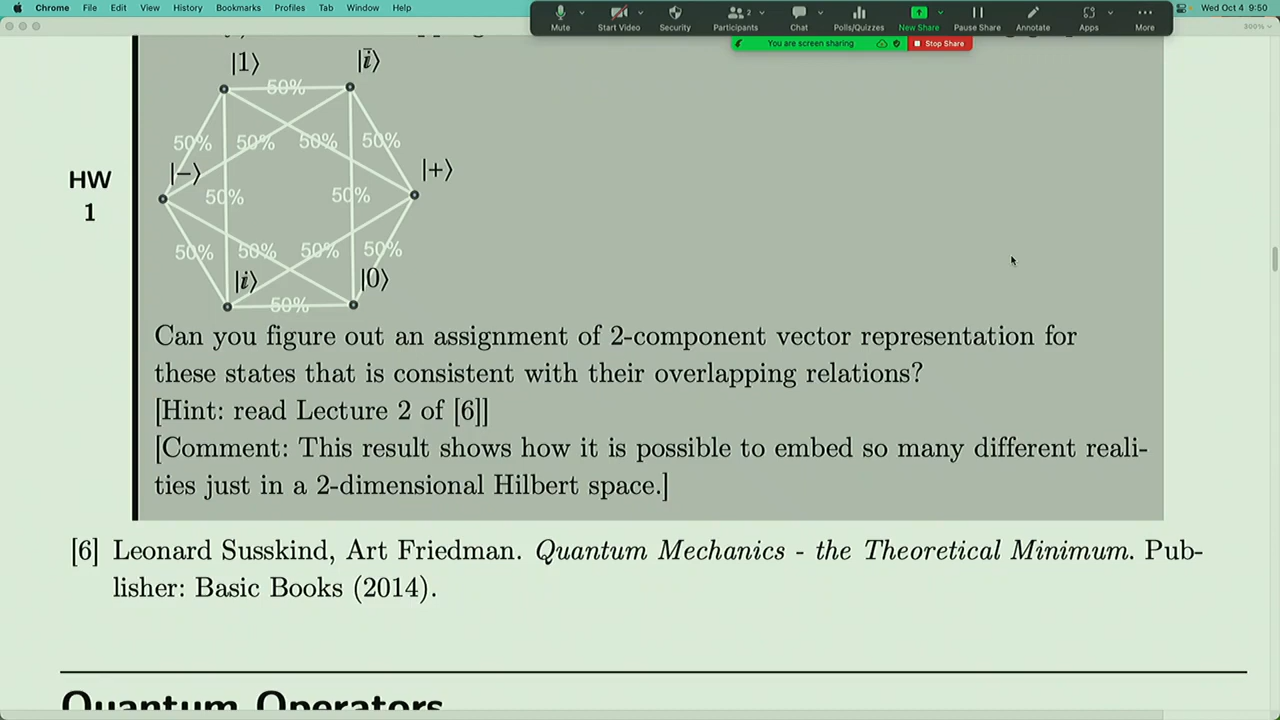 Chrome File Edit View History Bookmarks Profiles Tab Window Help
Wed Oct 4 9:50
Mute Start Video Security Participants 2 Chat Polls/Quizzes New Share Pause Share Annotate Apps More
You are screen sharing Stop Share
300%
|1⟩ |ī⟩
50%
50% 50% 50% 50%
|−⟩ |+⟩
HW
1
50% 50%
50% 50% 50% 50%
|i⟩ |0⟩
50%
Can you figure out an assignment of 2-component vector representation for
these states that is consistent with their overlapping relations?
[Hint: read Lecture 2 of [6]]
[Comment: This result shows how it is possible to embed so many different reali-
ties just in a 2-dimensional Hilbert space.]
[6] Leonard Susskind, Art Friedman. Quantum Mechanics - the Theoretical Minimum. Pub-
lisher: Basic Books (2014).
Quantum Operators